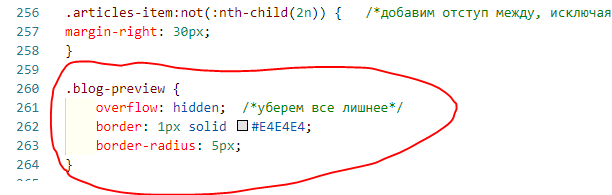 256 .articles-item:not(:nth-child(2n)) { /*добавим отступ между, исключая
257 margin-right: 30px;
258 }
259
260 .blog-preview {
261 overflow: hidden; /*уберем все лишнее*/
262 border: 1px solid #E4E4E4;
263 border-radius: 5px;
264 }
265